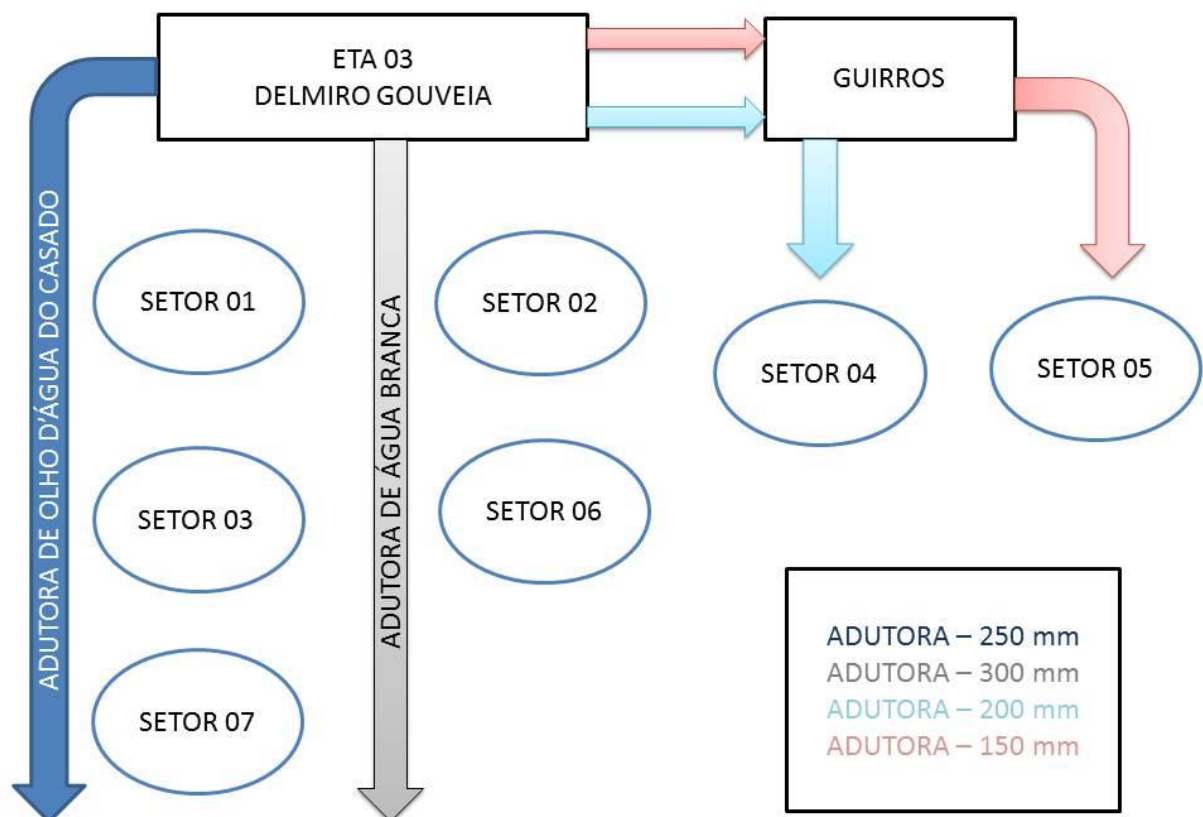 ETA 03
DELMIRO GOUVEIA
GUIRROS
ADUTORA DE OLHO D'ÁGUA DO CASADO
ADUTORA DE ÁGUA BRANCA
SETOR 01
SETOR 02
SETOR 04
SETOR 05
SETOR 03
SETOR 06
SETOR 07
ADUTORA – 250 mm
ADUTORA – 300 mm
ADUTORA – 200 mm
ADUTORA – 150 mm